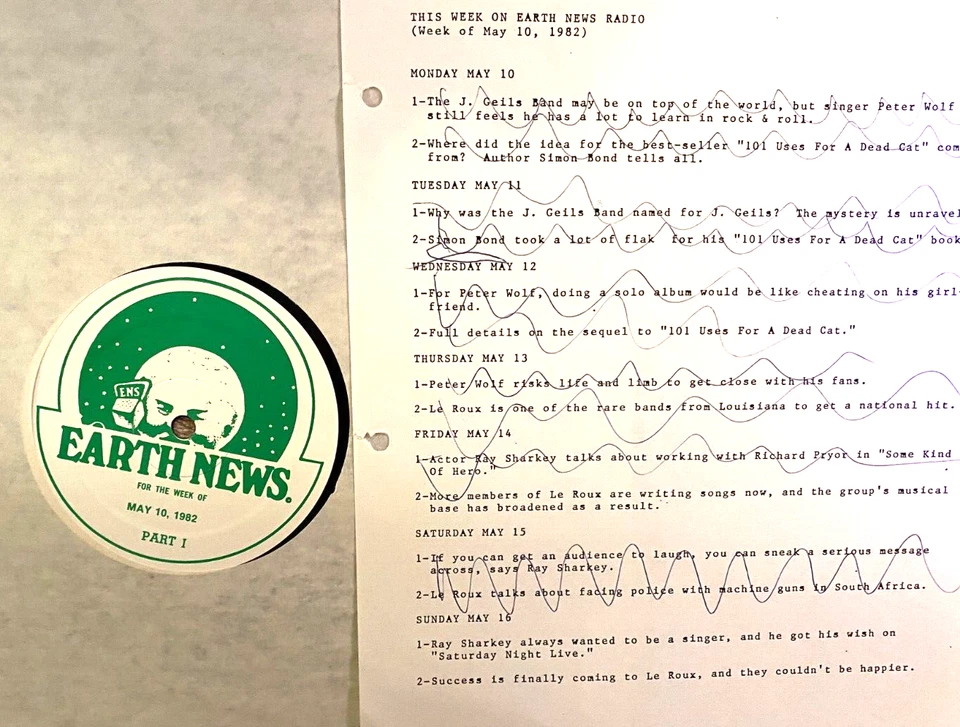 THIS WEEK ON EARTH NEWS RADIO
(Week of May 10, 1982)
MONDAY MAY 10
1-The J. Geils Band may be on top of the world, but singer Peter Wolf
still feels he has a lot to learn in rock & roll.
2-Where did the idea for the best-seller "101 Uses For A Dead Cat" com
from? Author Simon Bond tells all.
TUESDAY MAY 11
1-Why was the J. Geils Band named for J. Geils? The mystery is unravel
2-Simon Bond took a lot of flak for his "101 Uses For A Dead Cat" book
WEDNESDAY MAY 12
1-For Peter Wolf, doing a solo album would be like cheating on his girl
friend.
2-Full details on the sequel to "101 Uses For A Dead Cat."
THURSDAY MAY 13
1-Peter Wolf risks life and limb to get close with his fans.
2-Le Roux is one of the rare bands from Louisiana to get a national hit.
FRIDAY MAY 14
1-Actor Ray Sharkey talks about working with Richard Pryor in "Some Kind
Of Hero."
2-More members of Le Roux are writing songs now, and the group's musical
base has broadened as a result.
SATURDAY MAY 15
1-If you can get an audience to laugh, you can sneak a serious message
across, says Ray Sharkey.
2-Le Roux talks about facing police with machine guns in South Africa.
SUNDAY MAY 16
1-Ray Sharkey always wanted to be a singer, and he got his wish on
"Saturday Night Live."
2-Success is finally coming to Le Roux, and they couldn't be happier.
ENS
EARTH NEWS.
FOR THE WEEK OF
MAY 10, 1982
PART I